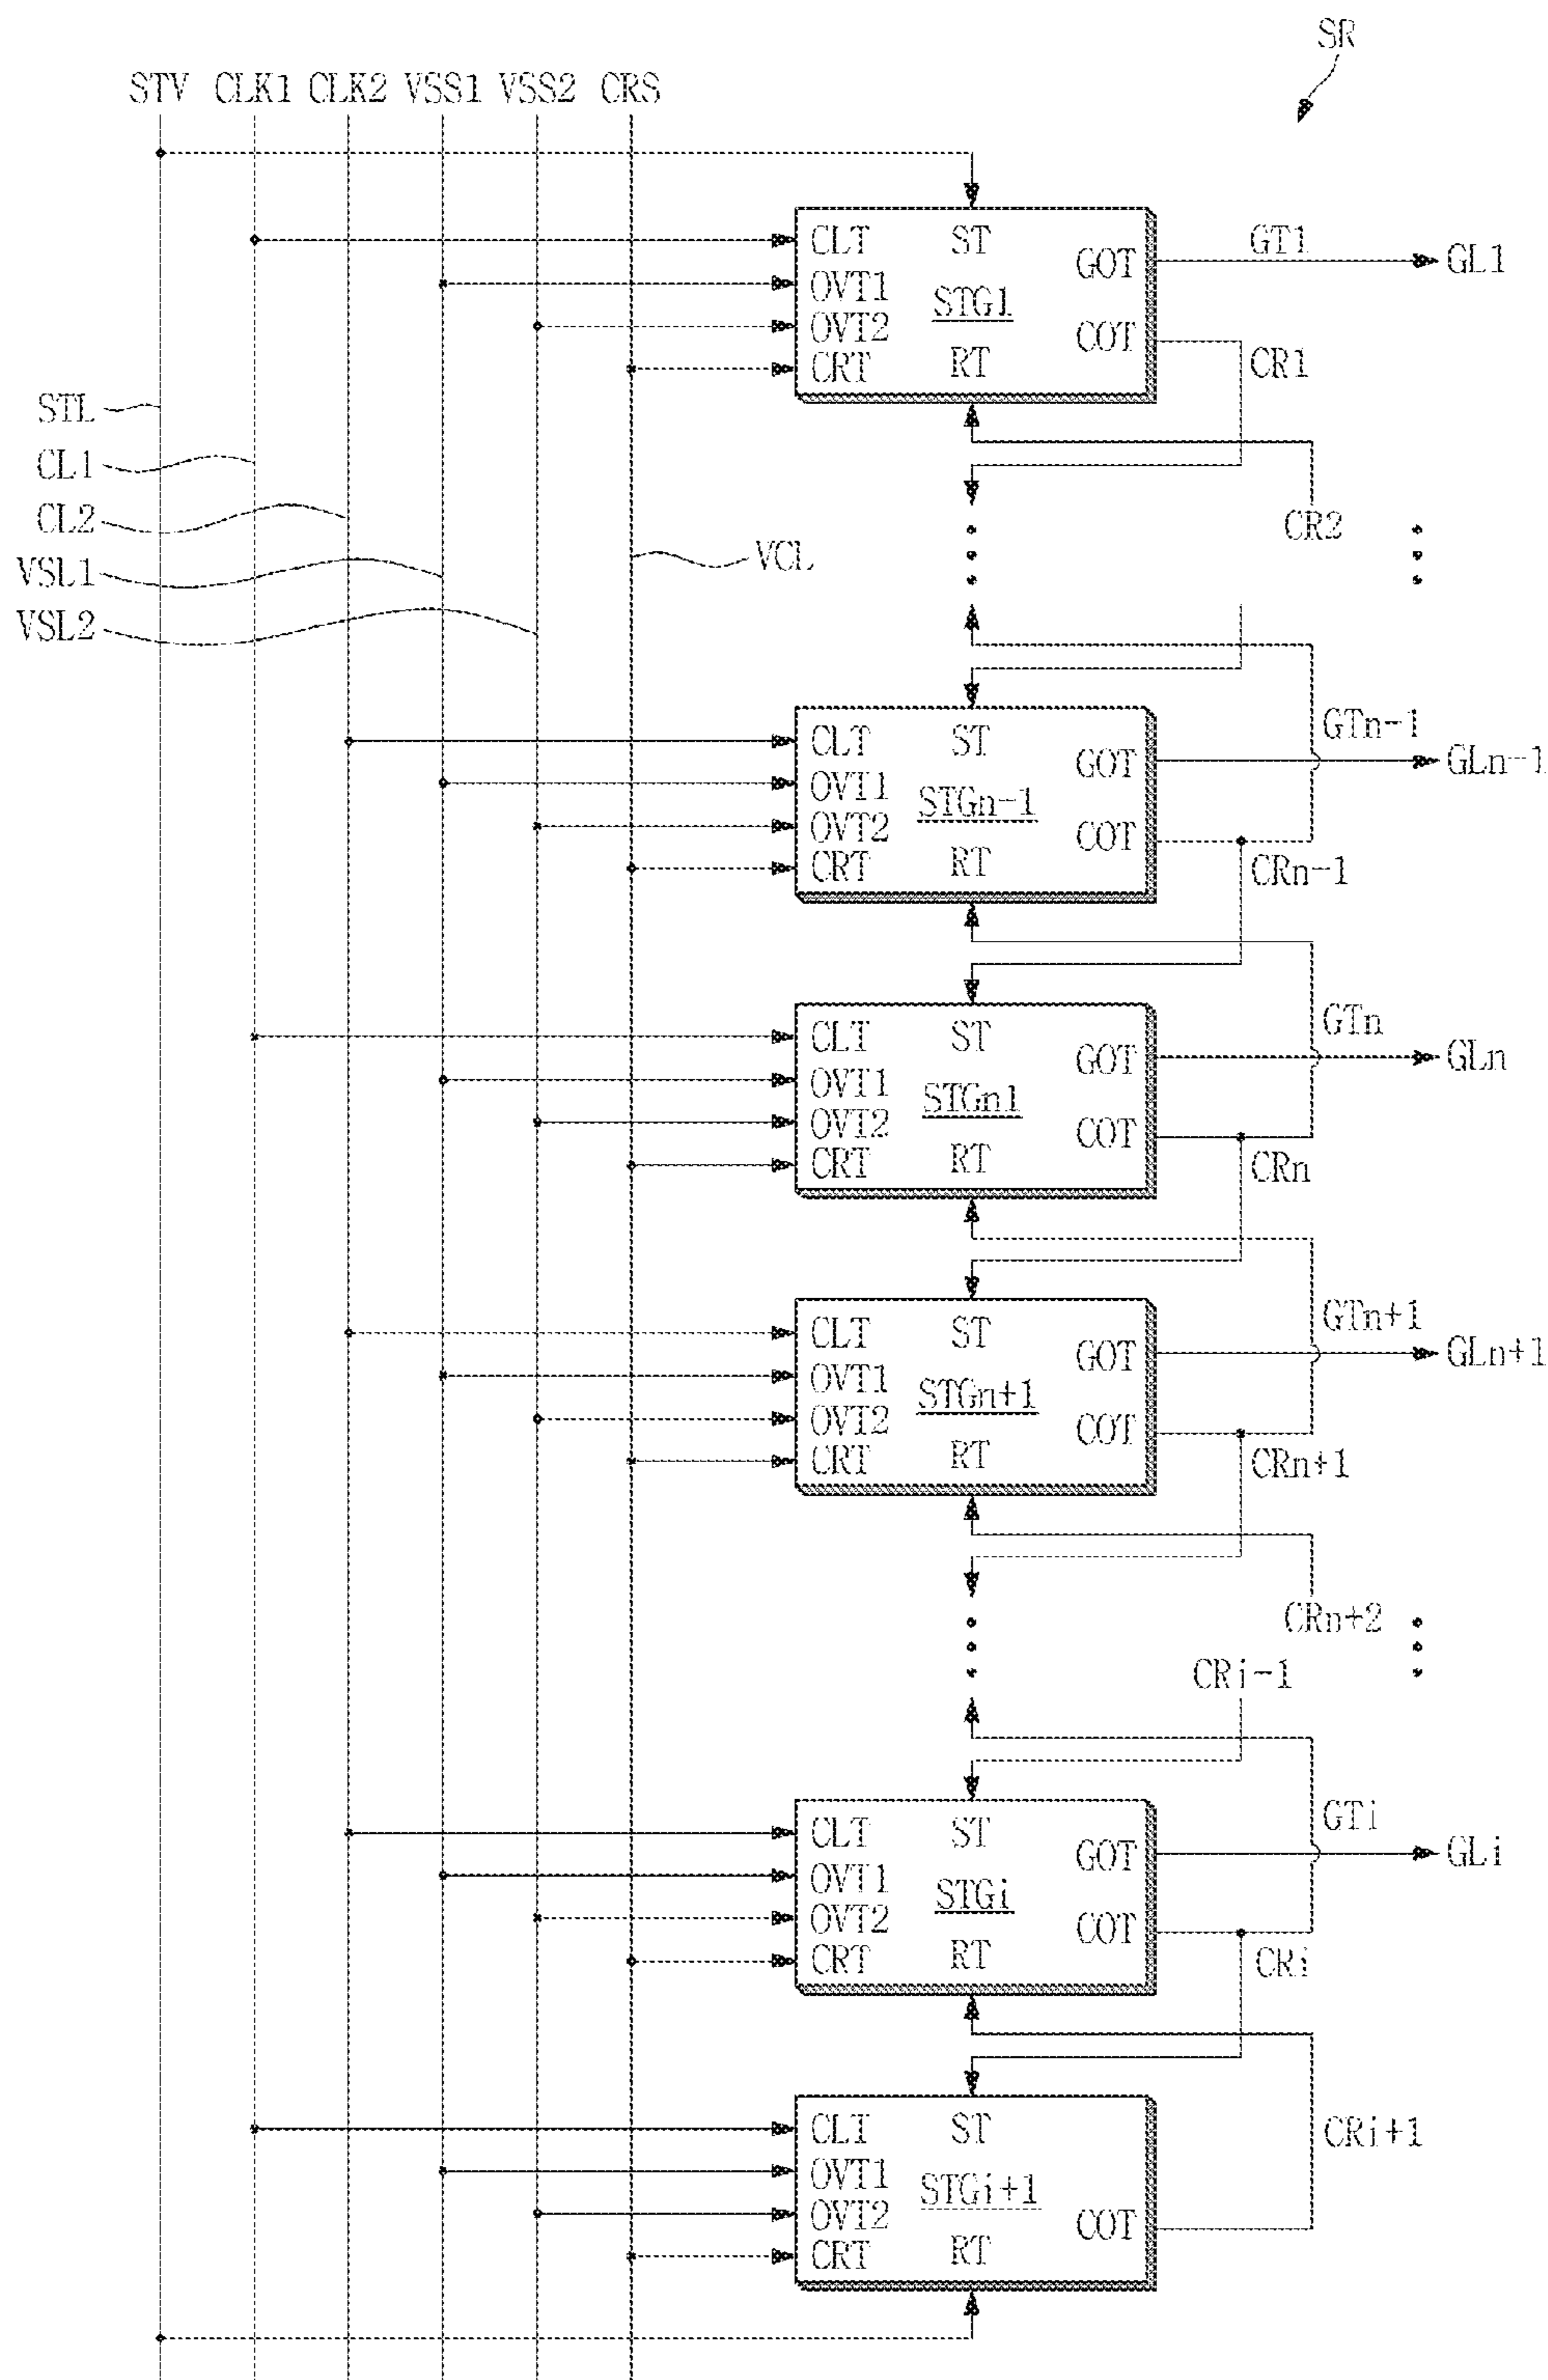 SR
STV CLK1 CLK2 VSS1 VSS2 CRS
CLT ST GOT GT1 GL1
OVT1 STG1
OVT2 COT
CRT RT CR1
STL
CL1
CL2 CR2
VSL1 VCL
VSL2
CLT ST GOT GTn-1 GLn-1
OVT1 STGn-1
OVT2 COT
CRT RT CRn-1
CLT ST GOT GTn GLn
OVT1 STGn1
OVT2 COT
CRT RT CRn
CLT ST GOT GTn+1 GLn+1
OVT1 STGn+1
OVT2 COT
CRT RT CRn+1
CRn+2
CRi-1
CLT ST GOT GTi GLi
OVT1 STGi
OVT2 COT
CRT RT CRi
CLT ST CRi+1
OVT1 STGi+1
OVT2 COT
CRT RT